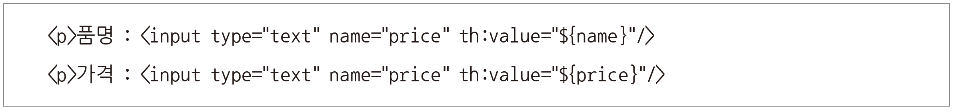 <p>품명 : <input type="text" name="price" th:value="${name}"/>
<p>가격 : <input type="text" name="price" th:value="${price}"/>